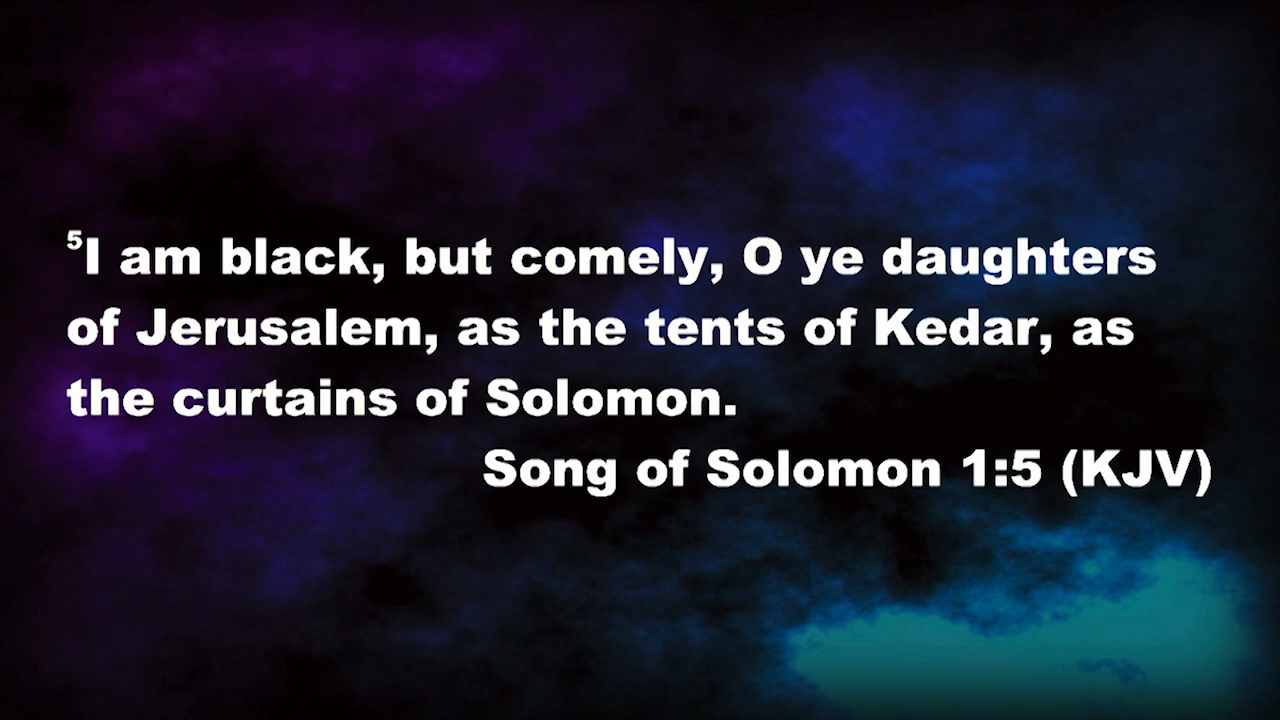 ⁵I am black, but comely, O ye daughters
of Jerusalem, as the tents of Kedar, as
the curtains of Solomon.
Song of Solomon 1:5 (KJV)